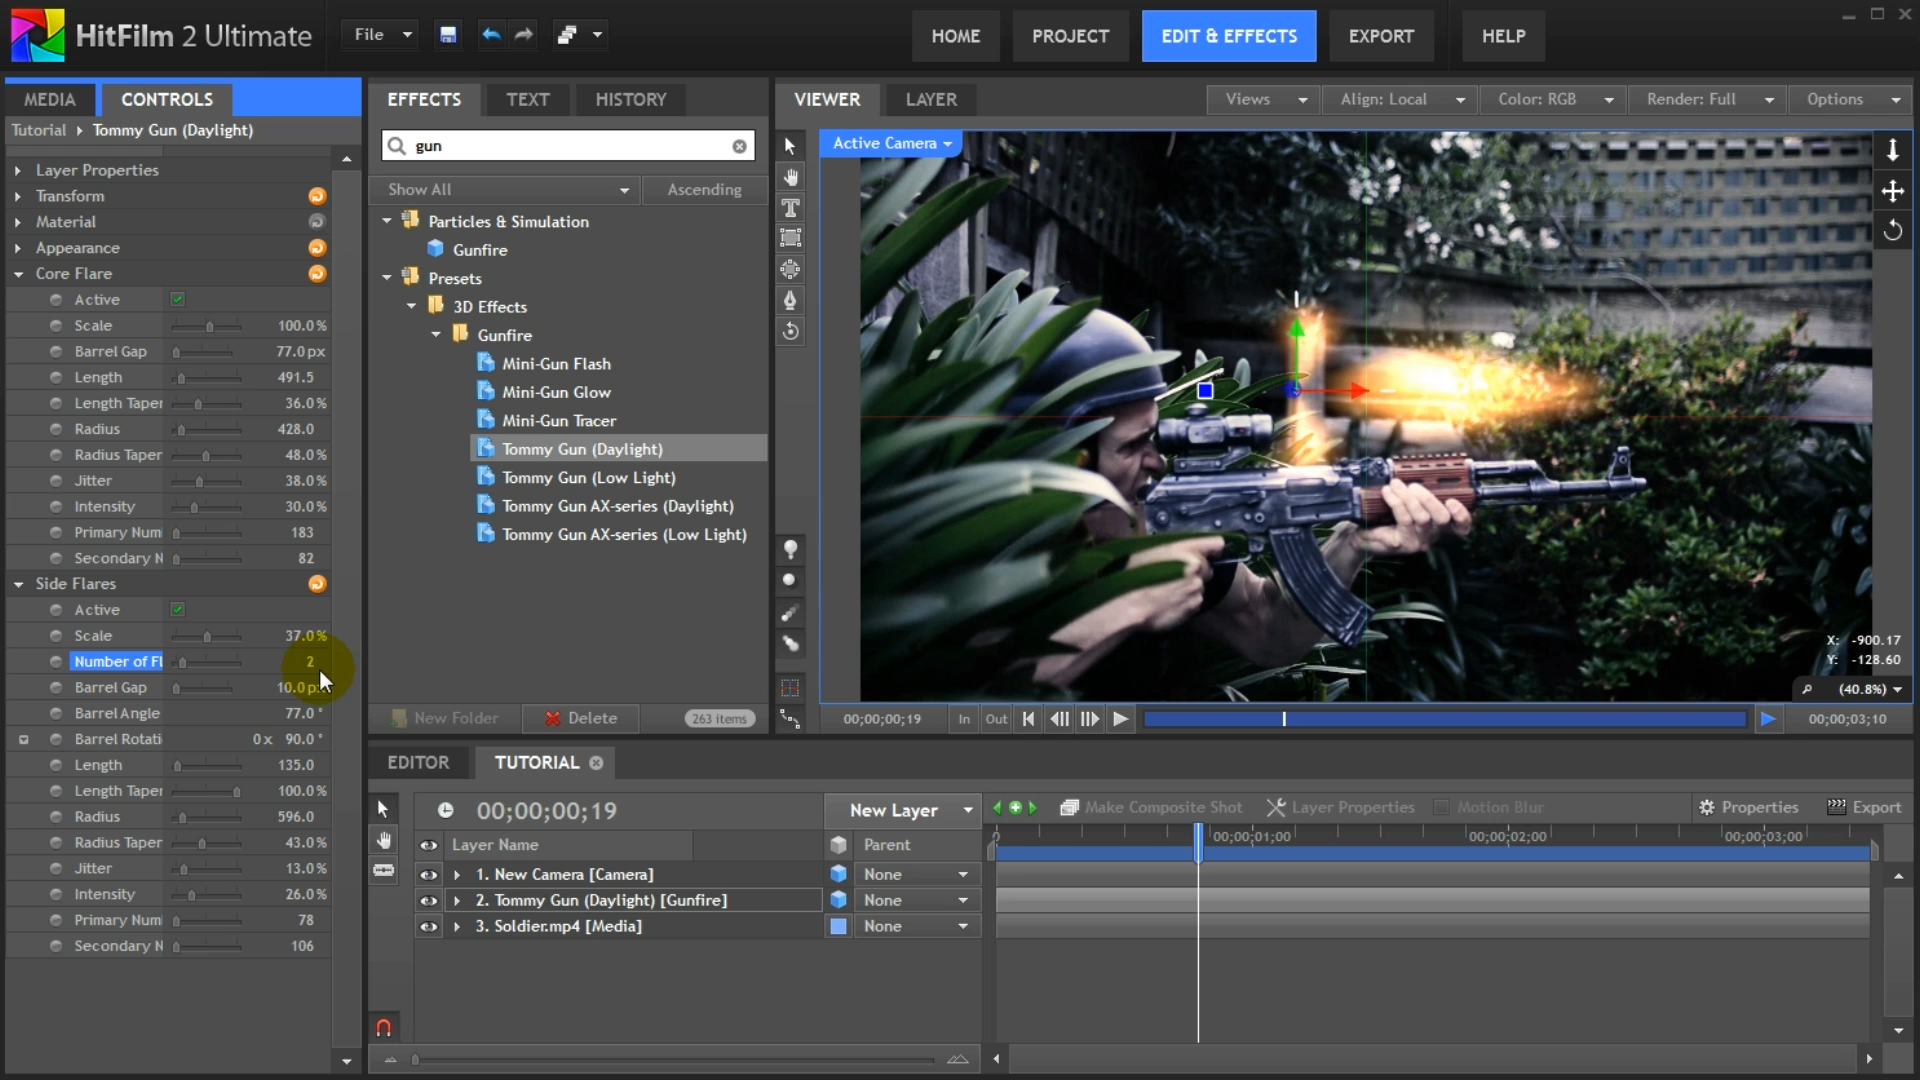 HitFilm 2 Ultimate
File
HOME
PROJECT
EDIT & EFFECTS
EXPORT
HELP
MEDIA
CONTROLS
Tutorial
Tommy Gun (Daylight)
Layer Properties
Transform
Material
Appearance
Core Flare
Active
Scale 100.0%
Barrel Gap 77.0 px
Length 491.5
Length Taper 36.0%
Radius 428.0
Radius Taper 48.0%
Jitter 38.0%
Intensity 30.0%
Primary Num 183
Secondary N 82
Side Flares
Active
Scale 37.0%
Number of Fl 2
Barrel Gap 10.0 p
Barrel Angle 77.0 °
Barrel Rotati 0 x 90.0 °
Length 135.0
Length Taper 100.0%
Radius 596.0
Radius Taper 43.0%
Jitter 13.0%
Intensity 26.0%
Primary Num 78
Secondary N 106
EFFECTS
TEXT
HISTORY
gun
Show All
Ascending
Particles & Simulation
Gunfire
Presets
3D Effects
Gunfire
Mini-Gun Flash
Mini-Gun Glow
Mini-Gun Tracer
Tommy Gun (Daylight)
Tommy Gun (Low Light)
Tommy Gun AX-series (Daylight)
Tommy Gun AX-series (Low Light)
New Folder
Delete
263 items
VIEWER
LAYER
Views
Align: Local
Color: RGB
Render: Full
Options
Active Camera
X: -900.17
Y: -128.60
(40.8%)
00;00;00;19
In
Out
00;00;03;10
EDITOR
TUTORIAL
00;00;00;19
New Layer
Make Composite Shot
Layer Properties
Motion Blur
Properties
Export
Layer Name
Parent
0
00;00;01;00
00;00;02;00
00;00;03;00
1. New Camera [Camera]
None
2. Tommy Gun (Daylight) [Gunfire]
None
3. Soldier.mp4 [Media]
None